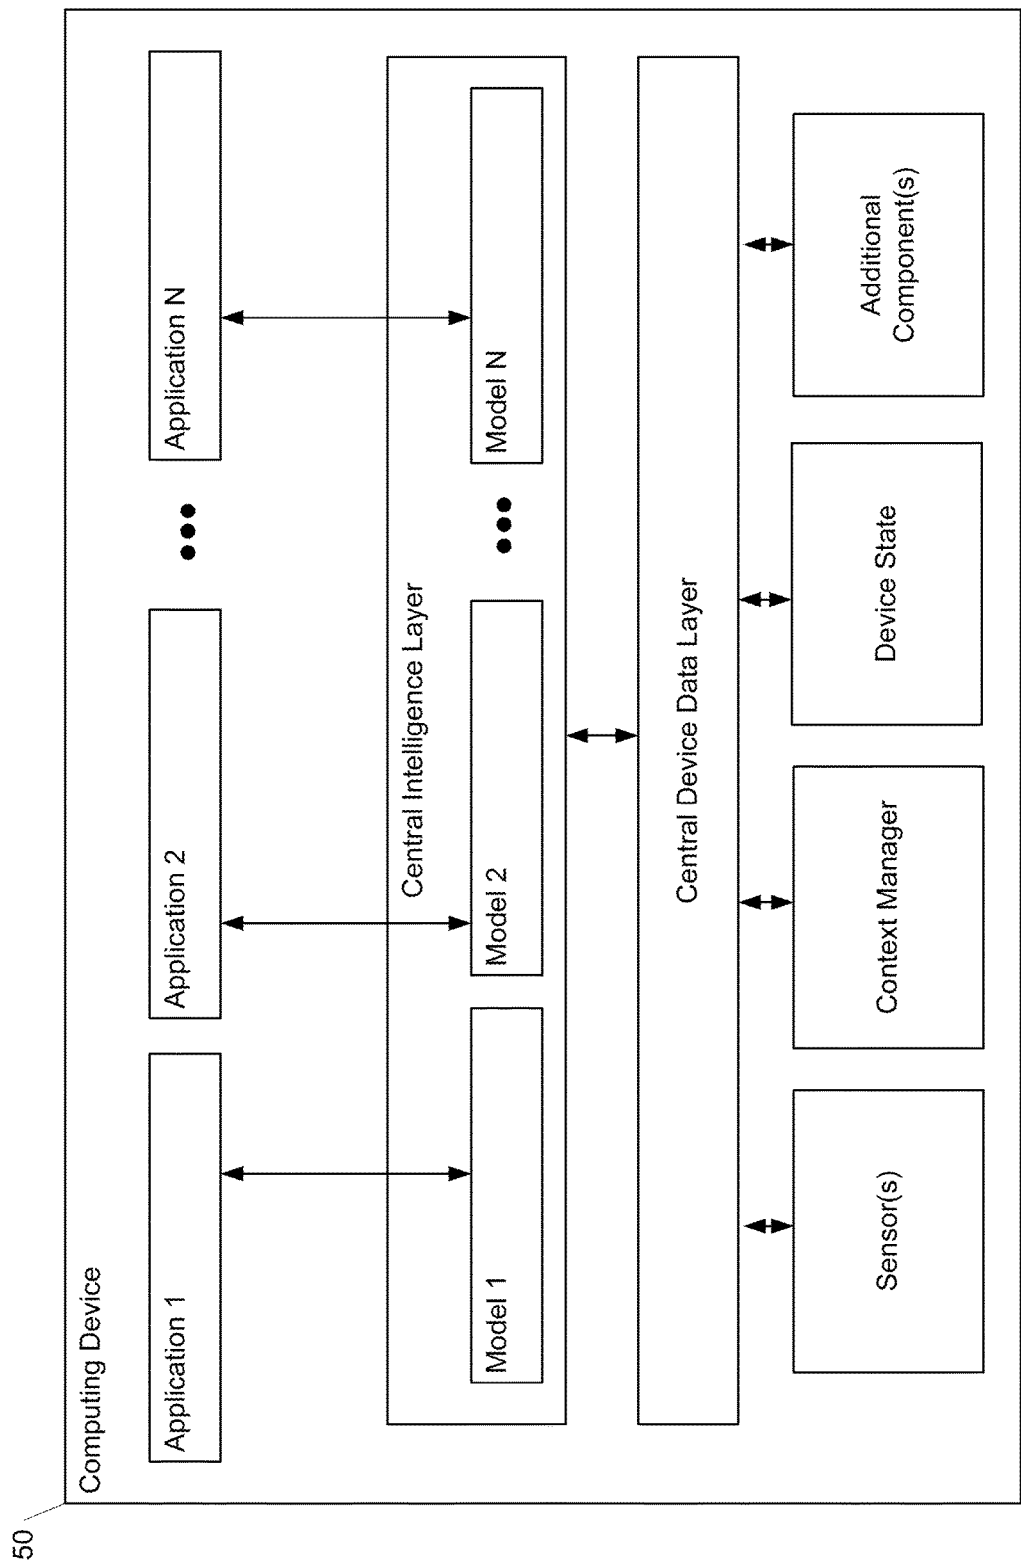 50
Computing Device
Application 1
Application 2
Application N
Central Intelligence Layer
Model 1
Model 2
Model N
Central Device Data Layer
Sensor(s)
Context Manager
Device State
Additional
Component(s)